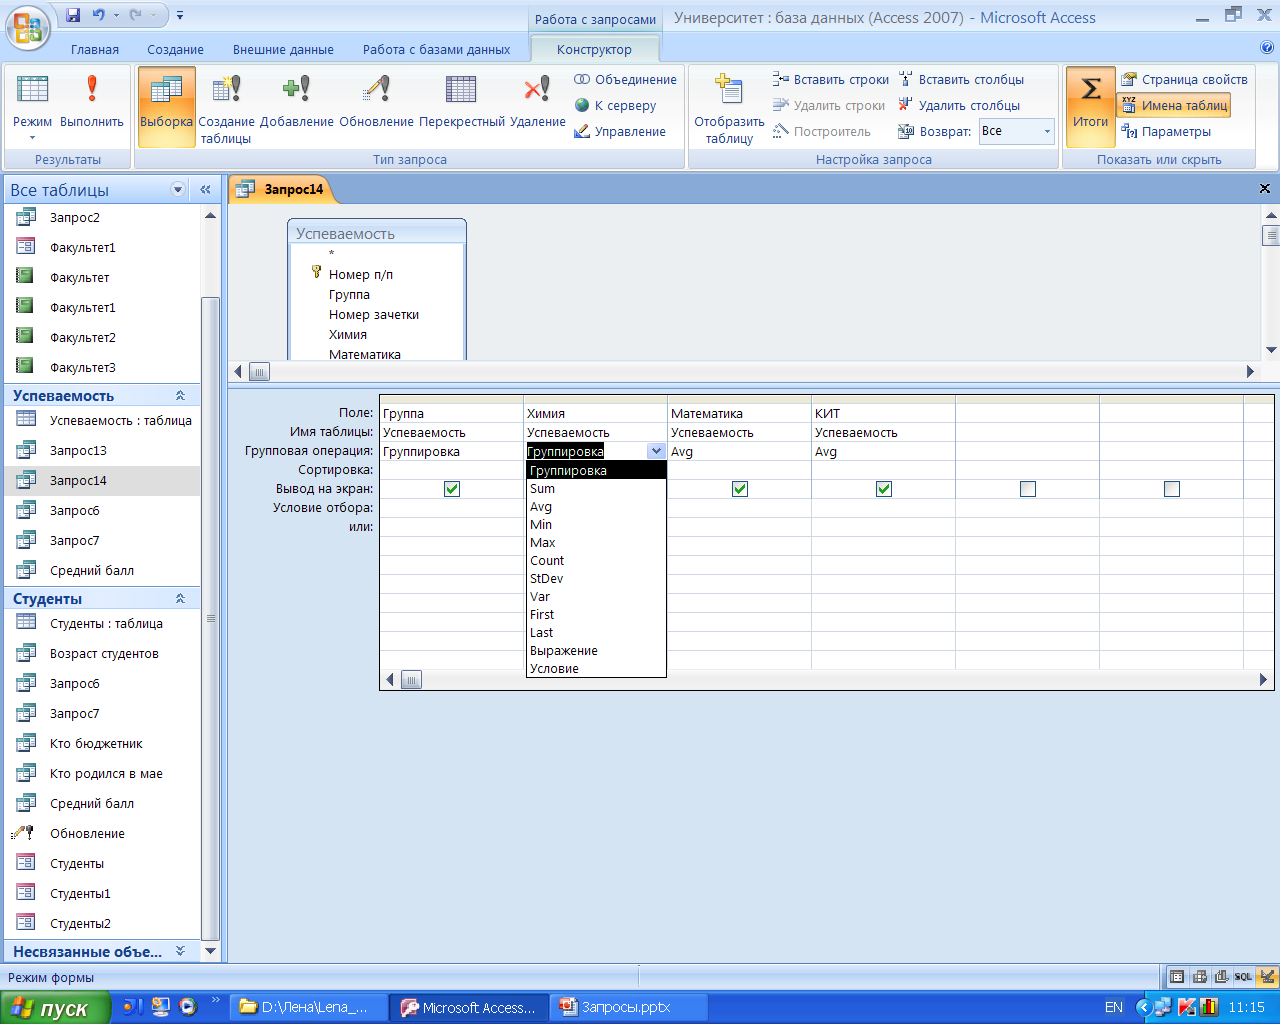 Работа с запросами
Университет : база данных (Access 2007) - Microsoft Access
Главная
Создание
Внешние данные
Работа с базами данных
Конструктор
Режим
Выполнить
Результаты
Выборка
Создание таблицы
Добавление
Обновление
Перекрестный
Удаление
Объединение
К серверу
Управление
Тип запроса
Отобразить таблицу
Вставить строки
Удалить строки
Построитель
Вставить столбцы
Удалить столбцы
Возврат: Все
Настройка запроса
Итоги
Страница свойств
Имена таблиц
Параметры
Показать или скрыть
Все таблицы
Запрос2
Факультет1
Факультет
Факультет1
Факультет2
Факультет3
Успеваемость
Успеваемость : таблица
Запрос13
Запрос14
Запрос6
Запрос7
Средний балл
Студенты
Студенты : таблица
Возраст студентов
Запрос6
Запрос7
Кто бюджетник
Кто родился в мае
Средний балл
Обновление
Студенты
Студенты1
Студенты2
Несвязанные объе...
Запрос14
Успеваемость
*
Номер п/п
Группа
Номер зачетки
Химия
Математика
Поле: Группа Химия Математика КИТ
Имя таблицы: Успеваемость Успеваемость Успеваемость Успеваемость
Групповая операция: Группировка Группировка Avg Avg
Сортировка:
Вывод на экран:
Условие отбора:
или:
Группировка
Sum
Avg
Min
Max
Count
StDev
Var
First
Last
Выражение
Условие
Режим формы
SQL
пуск
D:\Лена\Lena_...
Microsoft Access...
Запросы.pptx
EN
11:15